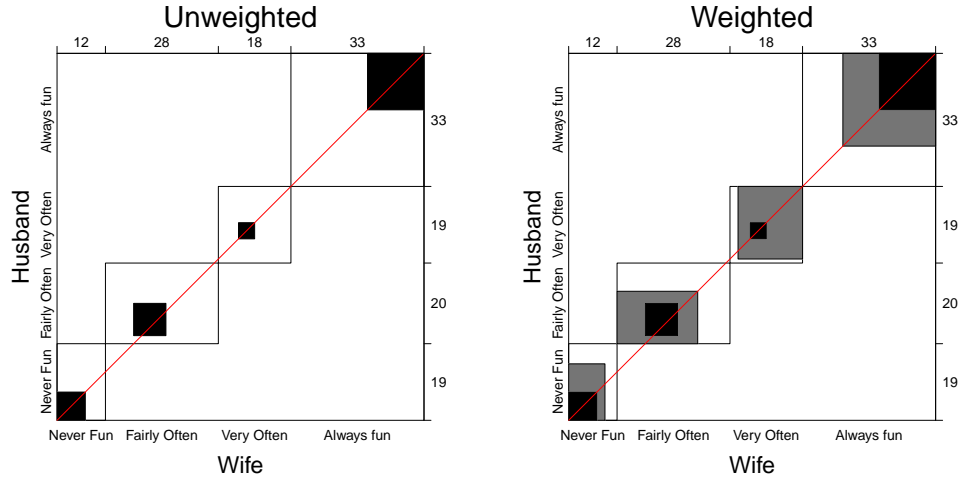 Unweighted
12 28 18 33
Husband
Always fun
Very Often
Fairly Often
Never Fun
33
19
20
19
Never Fun Fairly Often Very Often Always fun
Wife
Weighted
12 28 18 33
Husband
Always fun
Very Often
Fairly Often
Never Fun
33
19
20
19
Never Fun Fairly Often Very Often Always fun
Wife